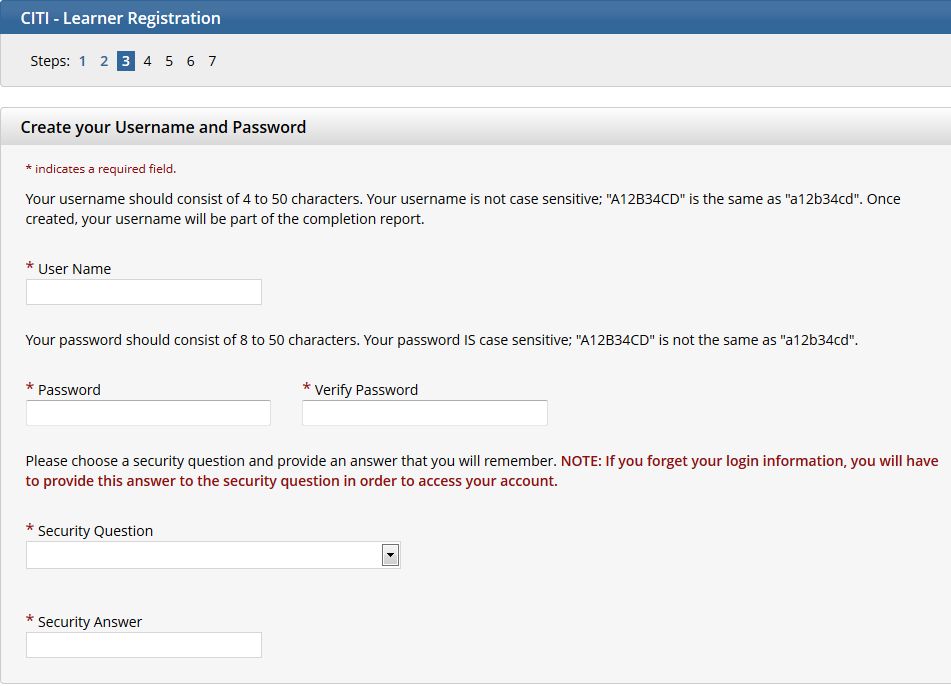 CITI - Learner Registration
Steps: 1 2 3 4 5 6 7
Create your Username and Password
* indicates a required field.
Your username should consist of 4 to 50 characters. Your username is not case sensitive; "A12B34CD" is the same as "a12b34cd". Once
created, your username will be part of the completion report.
* User Name
Your password should consist of 8 to 50 characters. Your password IS case sensitive; "A12B34CD" is not the same as "a12b34cd".
* Password * Verify Password
Please choose a security question and provide an answer that you will remember. NOTE: If you forget your login information, you will have
to provide this answer to the security question in order to access your account.
* Security Question
* Security Answer